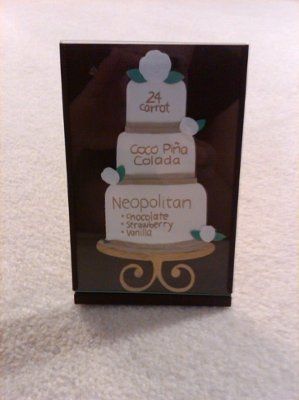 24
Carrot
Coco Piña
Colada
Neopolitan
• chocolate
• Strawberry
• Vanilla